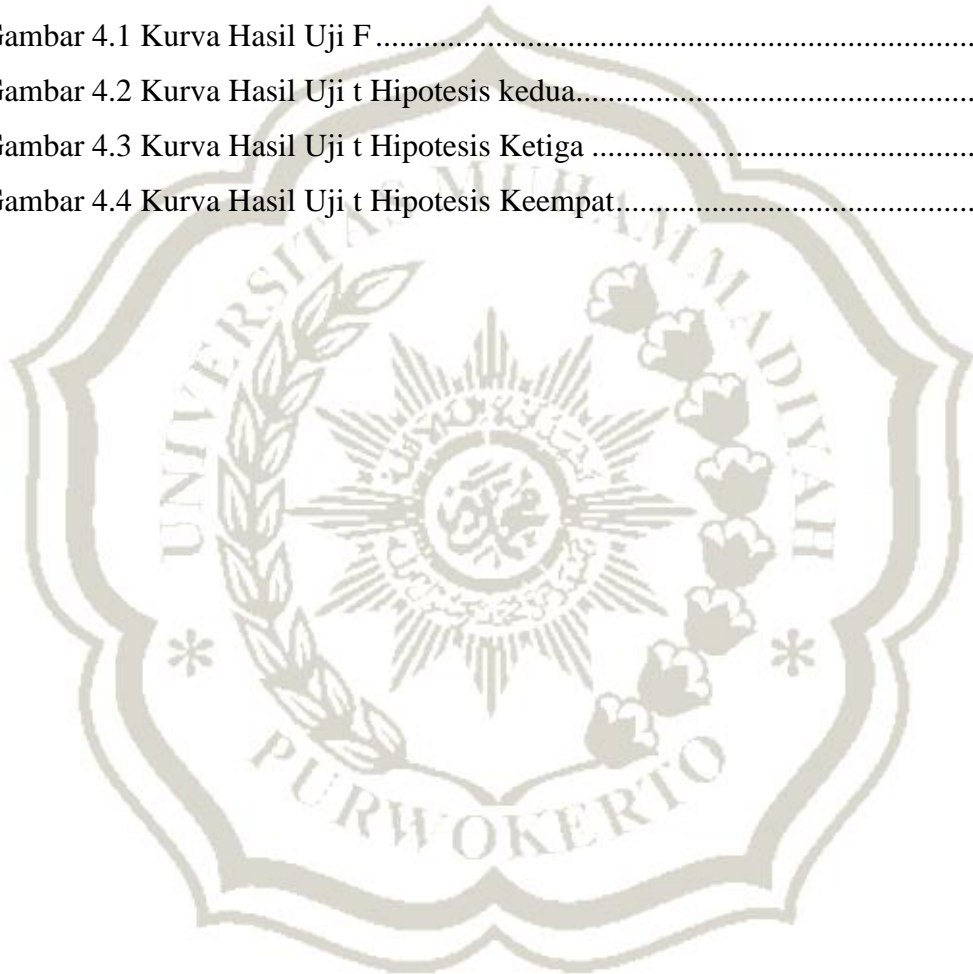 Gambar 4.1 Kurva Hasil Uji F
Gambar 4.2 Kurva Hasil Uji t Hipotesis kedua
Gambar 4.3 Kurva Hasil Uji t Hipotesis Ketiga
Gambar 4.4 Kurva Hasil Uji t Hipotesis Keempat
UNIVERSITAS MUHAMMADIYAH
PURWOKERTO